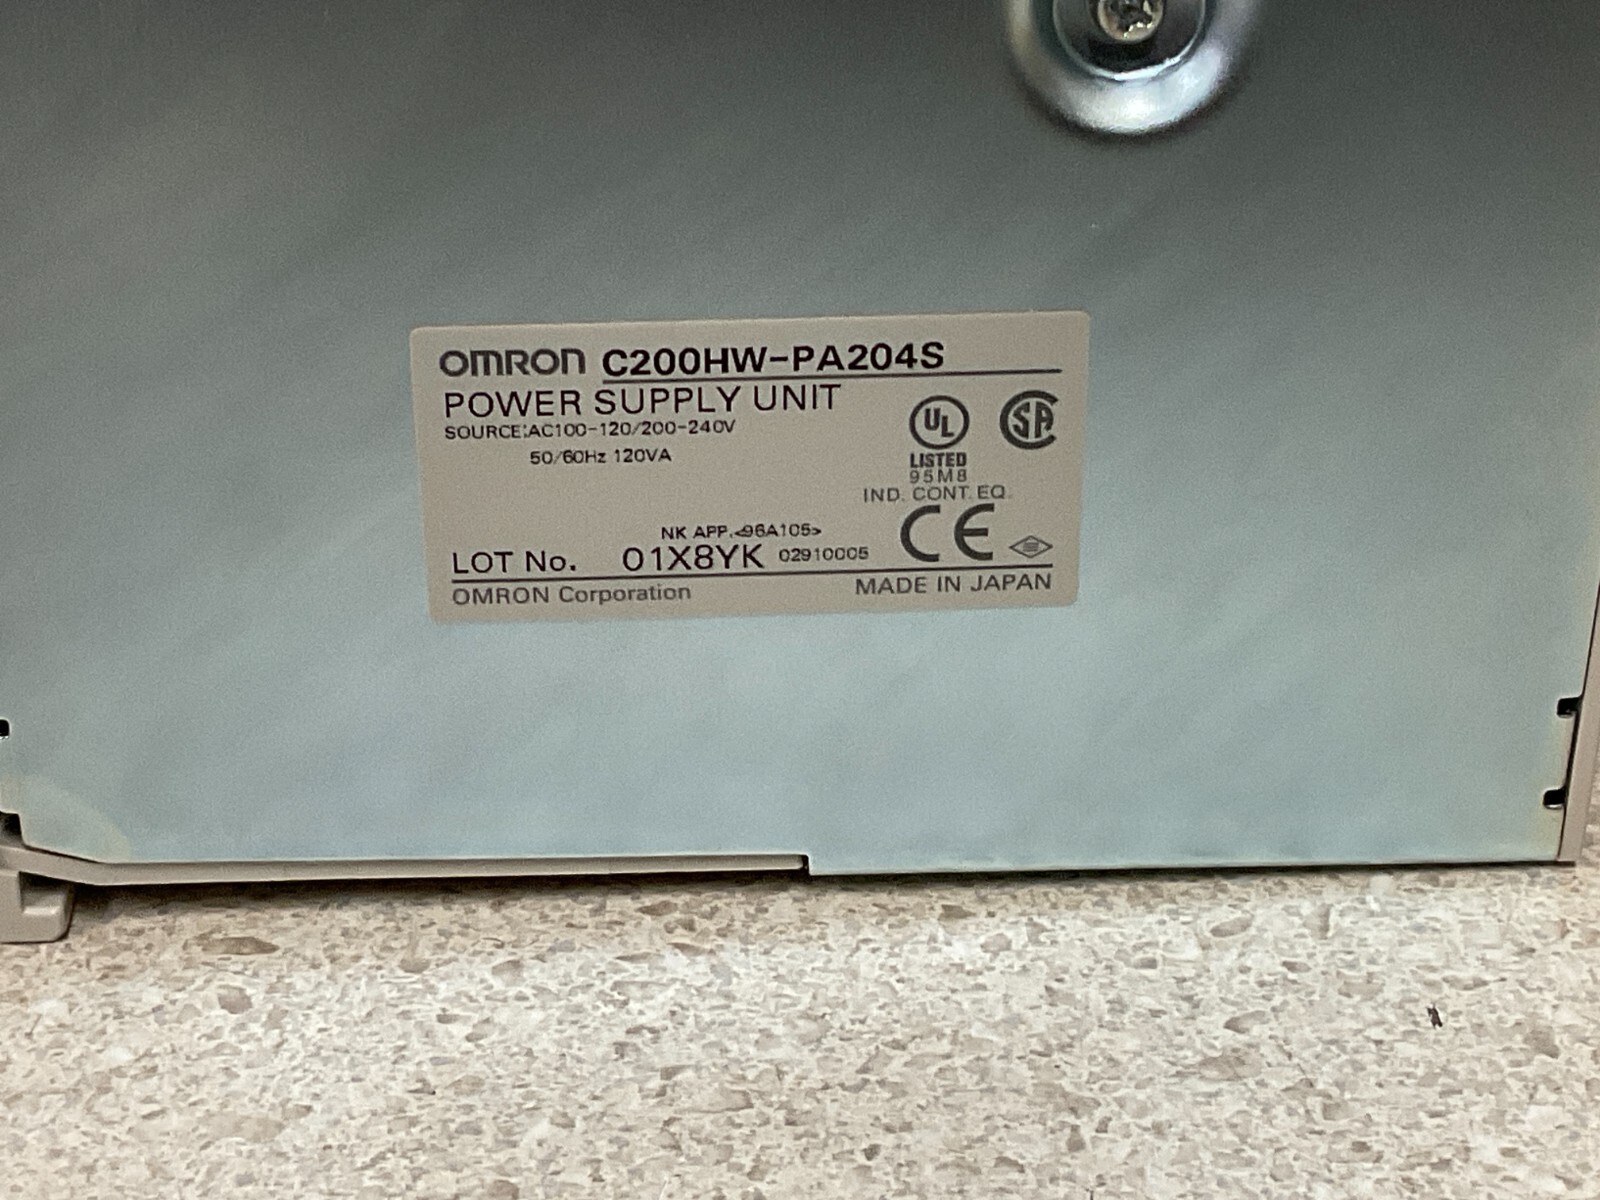 OMRON C200HW-PA204S
POWER SUPPLY UNIT
SOURCE:AC100-120/200-240V
50/60Hz 120VA
UL
SA
LISTED
95M8
IND. CONT. EQ.
NK APP.<96A105>
CE
LOT No. 01X8YK 02910005
OMRON Corporation MADE IN JAPAN